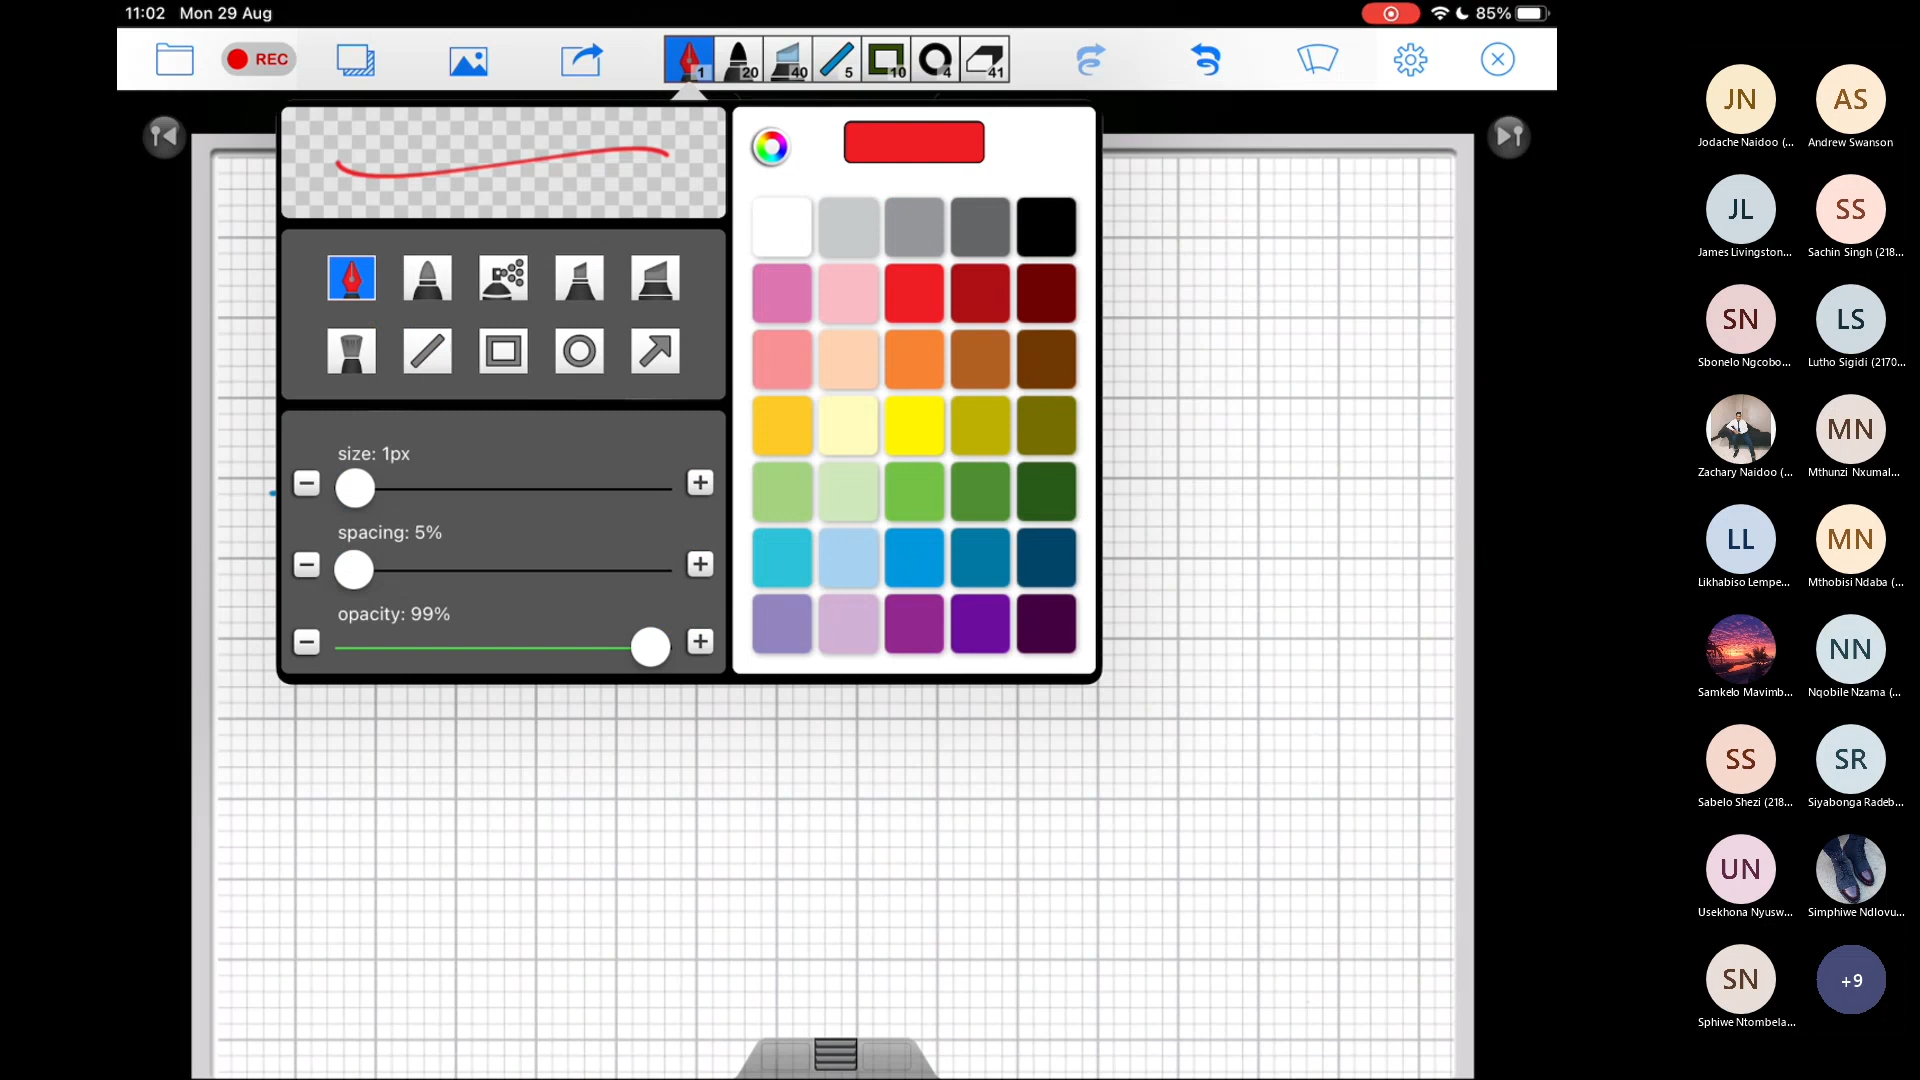 11:02 Mon 29 Aug
85%
REC
1
20
40
5
10
4
41
size: 1px
spacing: 5%
opacity: 99%
JN
Jodache Naidoo (...
AS
Andrew Swanson
JL
James Livingston...
SS
Sachin Singh (218...
SN
Sbonelo Ngcobo...
LS
Lutho Sigidi (2170...
Zachary Naidoo (...
MN
Mthunzi Nxumal...
LL
Likhabiso Lempe...
MN
Mthobisi Ndaba (...
Samkelo Mavimb...
NN
Nqobile Nzama (...
SS
Sabelo Shezi (218...
SR
Siyabonga Radeb...
UN
Usekhona Nyusw...
Simphiwe Ndlovu...
SN
Sphiwe Ntombela...
+9